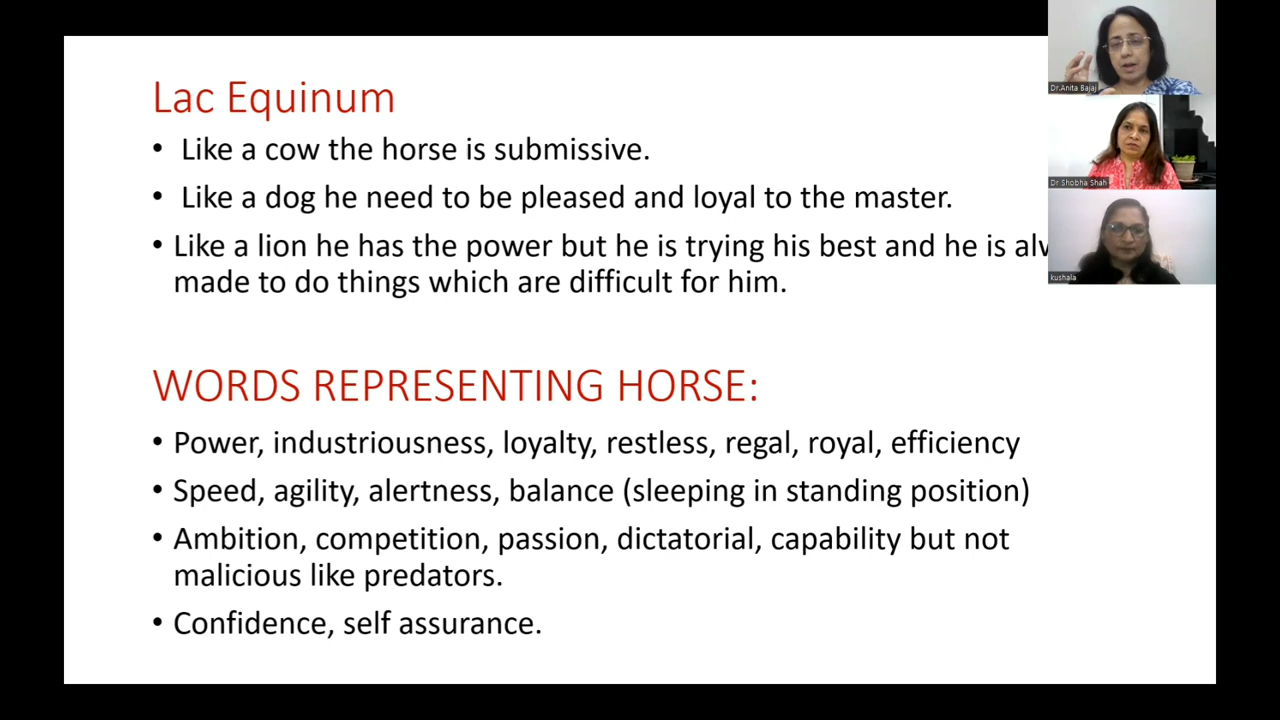 Lac Equinum
• Like a cow the horse is submissive.
• Like a dog he need to be pleased and loyal to the master.
• Like a lion he has the power but he is trying his best and he is
made to do things which are difficult for him.
WORDS REPRESENTING HORSE:
• Power, industriousness, loyalty, restless, regal, royal, efficiency
• Speed, agility, alertness, balance (sleeping in standing position)
• Ambition, competition, passion, dictatorial, capability but not
malicious like predators.
• Confidence, self assurance.
Dr.Anita Bajaj
Dr Shobha Shah
kushala